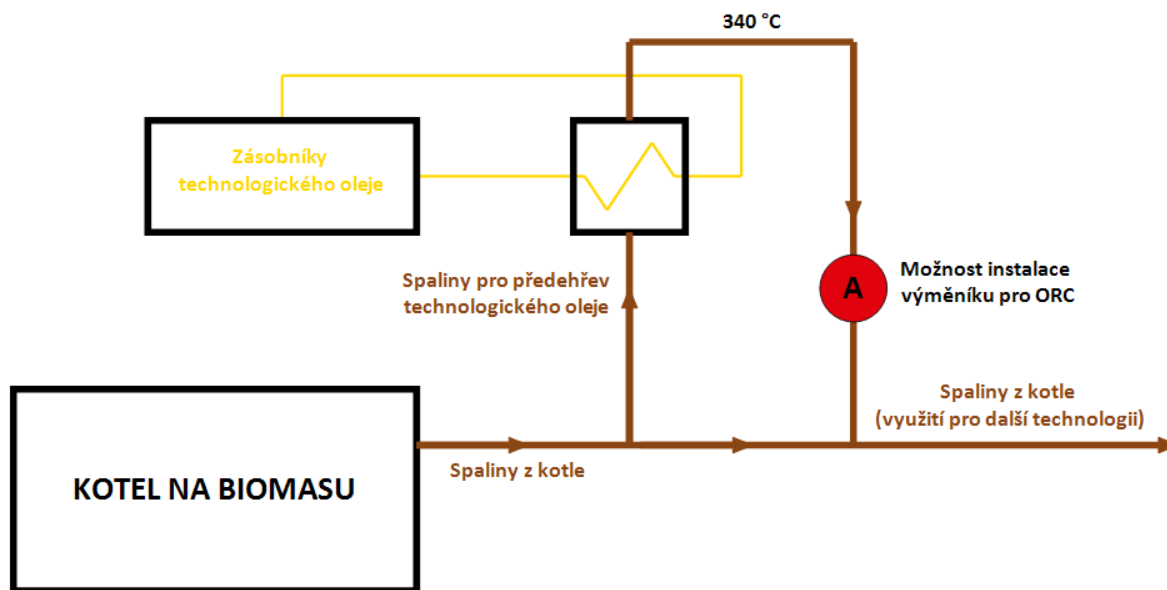 340 °C
Zásobníky
technologického oleje
Spaliny pro předehřev
technologického oleje
A
Možnost instalace
výměníku pro ORC
Spaliny z kotle
(využití pro další technologii)
Spaliny z kotle
KOTEL NA BIOMASU